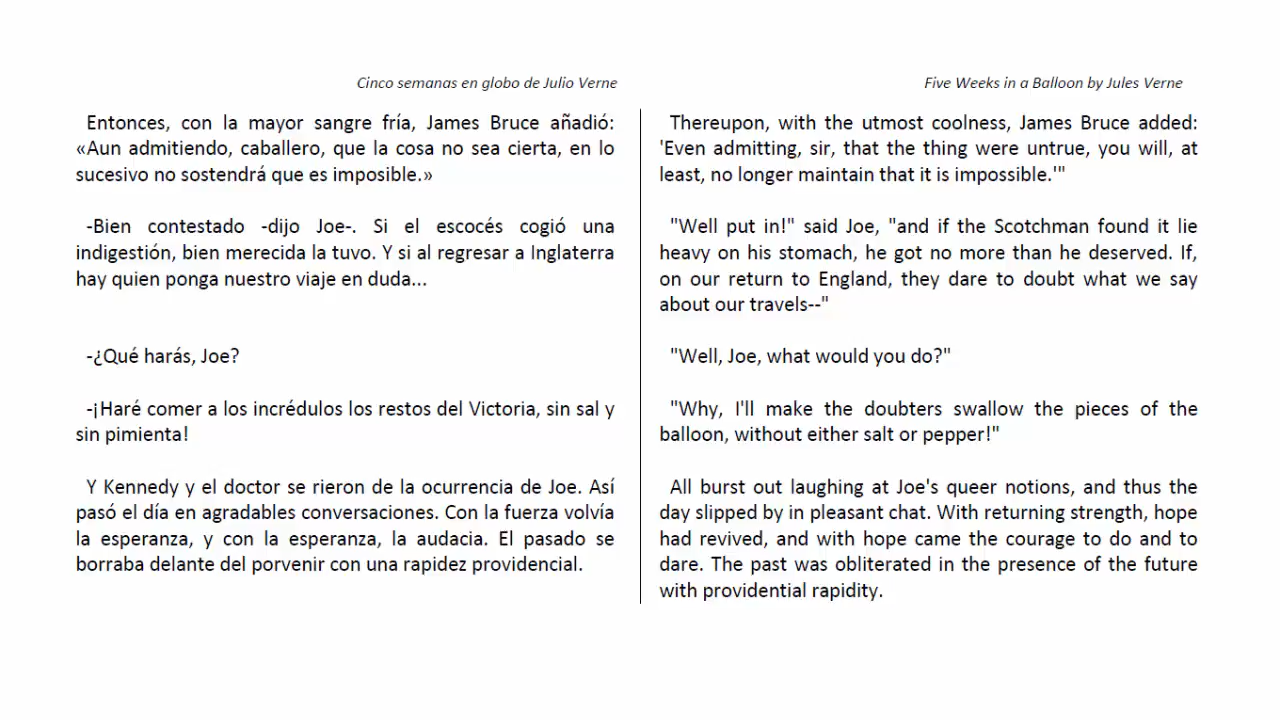 Cinco semanas en globo de Julio Verne
Entonces, con la mayor sangre fría, James Bruce añadió:
«Aun admitiendo, caballero, que la cosa no sea cierta, en lo
sucesivo no sostendrá que es imposible.»
-Bien contestado -dijo Joe-. Si el escocés cogió una
indigestión, bien merecida la tuvo. Y si al regresar a Inglaterra
hay quien ponga nuestro viaje en duda...
-¿Qué harás, Joe?
-¡Haré comer a los incrédulos los restos del Victoria, sin sal y
sin pimienta!
Y Kennedy y el doctor se rieron de la ocurrencia de Joe. Así
pasó el día en agradables conversaciones. Con la fuerza volvía
la esperanza, y con la esperanza, la audacia. El pasado se
borraba delante del porvenir con una rapidez providencial.
Five Weeks in a Balloon by Jules Verne
Thereupon, with the utmost coolness, James Bruce added:
'Even admitting, sir, that the thing were untrue, you will, at
least, no longer maintain that it is impossible.'"
"Well put in!" said Joe, "and if the Scotchman found it lie
heavy on his stomach, he got no more than he deserved. If,
on our return to England, they dare to doubt what we say
about our travels--"
"Well, Joe, what would you do?"
"Why, I'll make the doubters swallow the pieces of the
balloon, without either salt or pepper!"
All burst out laughing at Joe's queer notions, and thus the
day slipped by in pleasant chat. With returning strength, hope
had revived, and with hope came the courage to do and to
dare. The past was obliterated in the presence of the future
with providential rapidity.